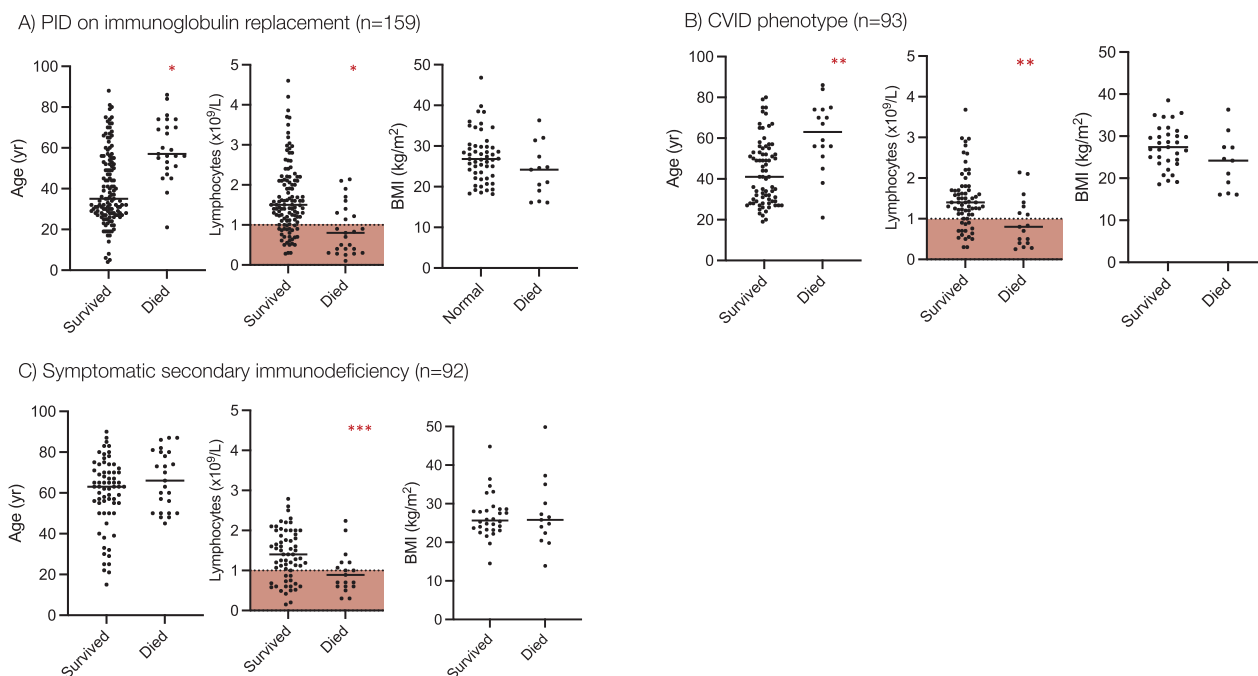 A) PID on immunoglobulin replacement (n=159)
Age (yr)
100
80
60
40
20
0
*
Survived
Died
Lymphocytes (x10⁹/L)
5
4
3
2
1
0
*
Survived
Died
BMI (kg/m²)
50
40
30
20
10
0
Normal
Died
B) CVID phenotype (n=93)
Age (yr)
100
80
60
40
20
0
**
Survived
Died
Lymphocytes (x10⁹/L)
5
4
3
2
1
0
**
Survived
Died
BMI (kg/m²)
50
40
30
20
10
0
Survived
Died
C) Symptomatic secondary immunodeficiency (n=92)
Age (yr)
100
80
60
40
20
0
Survived
Died
Lymphocytes (x10⁹/L)
5
4
3
2
1
0
***
Survived
Died
BMI (kg/m²)
50
40
30
20
10
0
Survived
Died